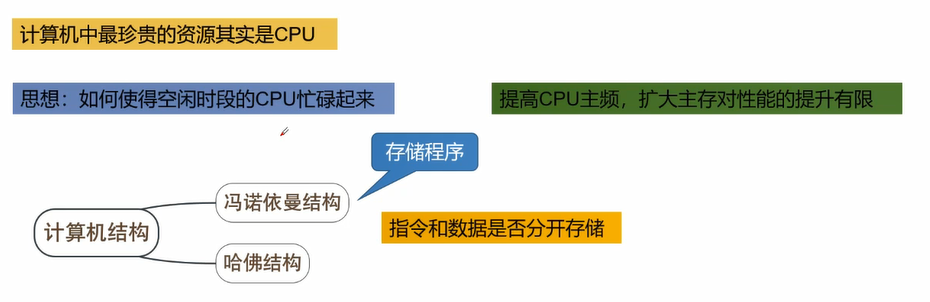 计算机中最珍贵的资源其实是CPU
思想：如何使得空闲时段的CPU忙碌起来
提高CPU主频，扩大主存对性能的提升有限
存储程序
冯诺依曼结构
计算机结构
指令和数据是否分开存储
哈佛结构